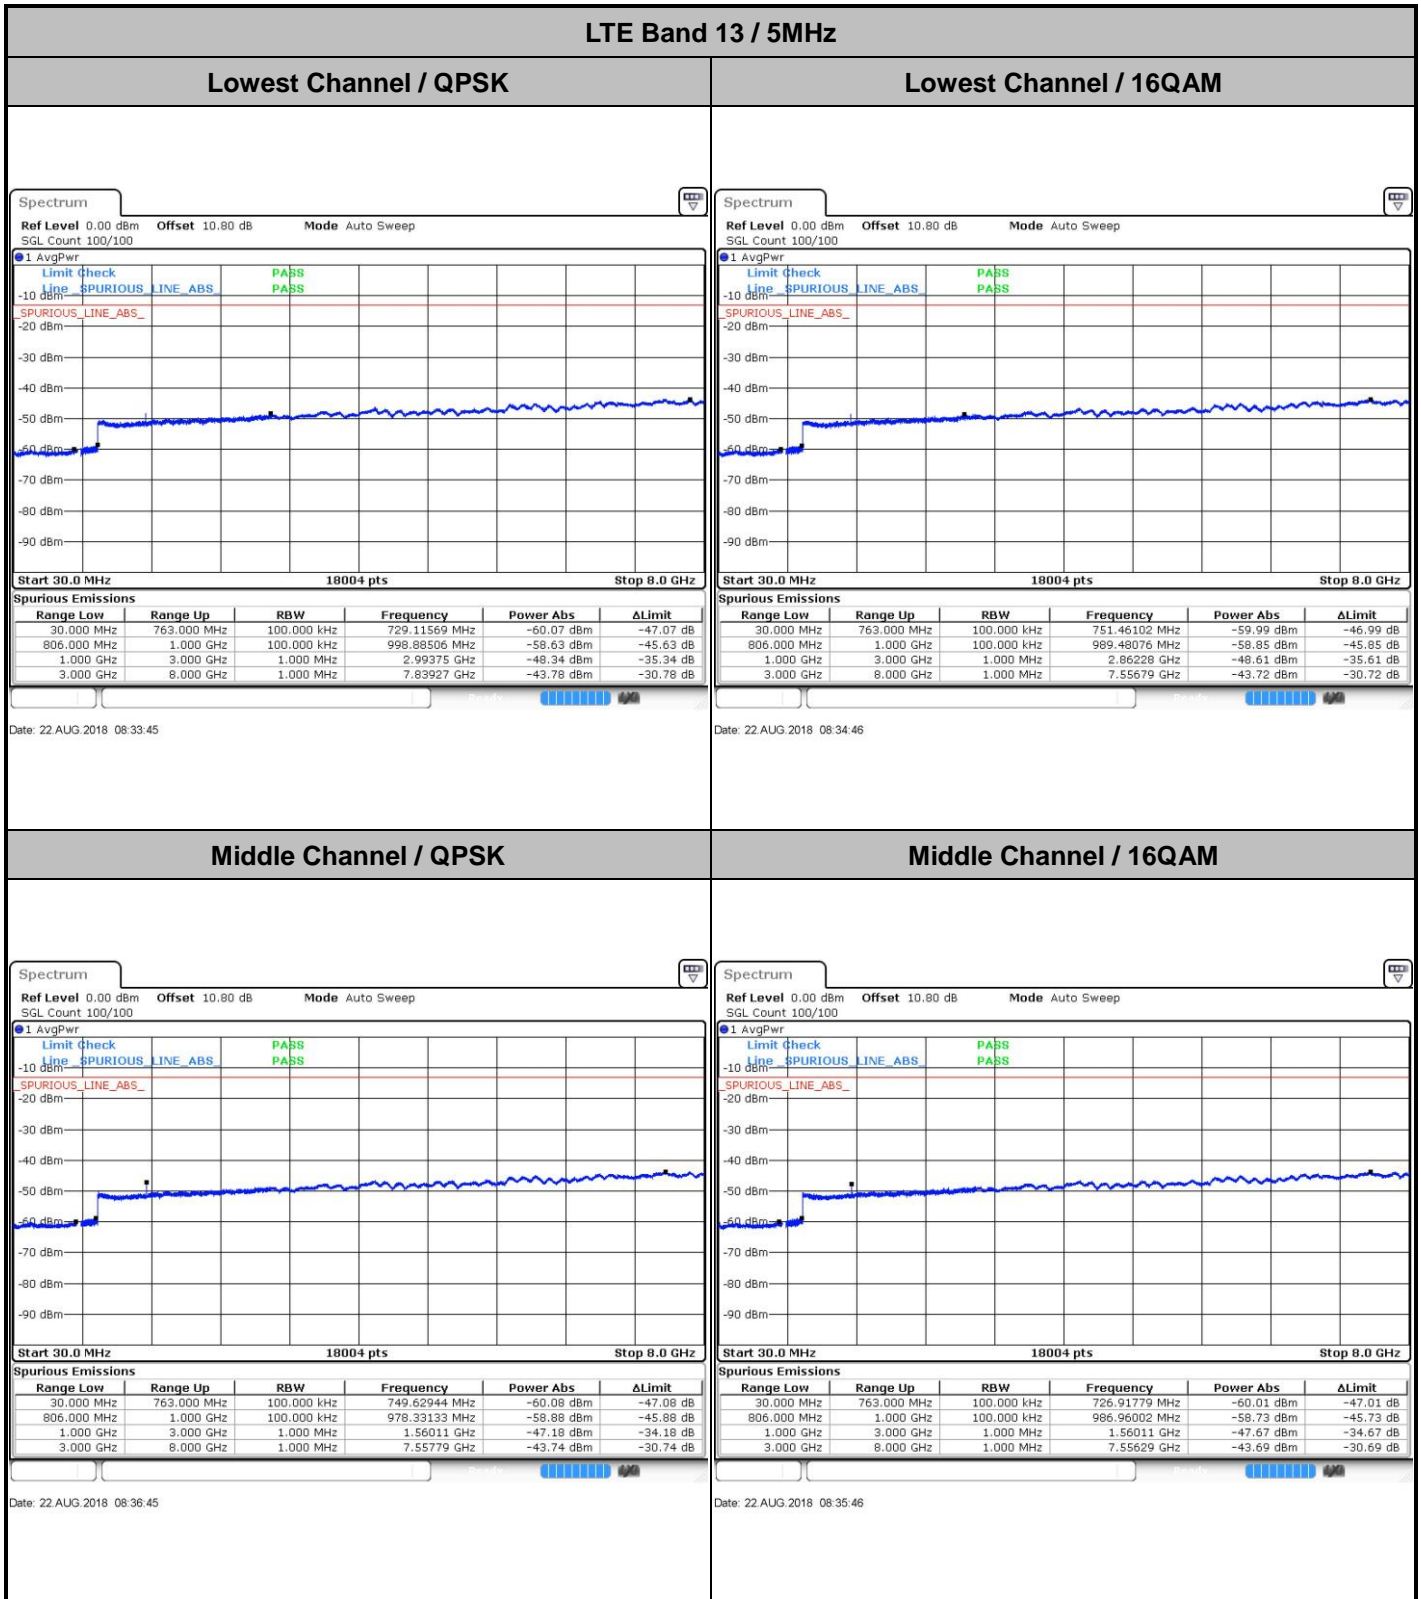 LTE Band 13 / 5MHz
Lowest Channel / QPSK
Lowest Channel / 16QAM
Spectrum
Ref Level 0.00 dBm Offset 10.80 dB Mode Auto Sweep
SGL Count 100/100
1 AvgPwr
Limit Check PASS
Line _SPURIOUS_LINE_ABS_ PASS
-10 dBm
_SPURIOUS_LINE_ABS_
-20 dBm
-30 dBm
-40 dBm
-50 dBm
-60 dBm
-70 dBm
-80 dBm
-90 dBm
Start 30.0 MHz 18004 pts Stop 8.0 GHz
Spurious Emissions
Range Low Range Up RBW Frequency Power Abs ΔLimit
30.000 MHz 763.000 MHz 100.000 kHz 729.11569 MHz -60.07 dBm -47.07 dB
806.000 MHz 1.000 GHz 100.000 kHz 998.88506 MHz -58.63 dBm -45.63 dB
1.000 GHz 3.000 GHz 1.000 MHz 2.99375 GHz -48.34 dBm -35.34 dB
3.000 GHz 8.000 GHz 1.000 MHz 7.83927 GHz -43.78 dBm -30.78 dB
Date: 22.AUG.2018 08:33:45
Spectrum
Ref Level 0.00 dBm Offset 10.80 dB Mode Auto Sweep
SGL Count 100/100
1 AvgPwr
Limit Check PASS
Line _SPURIOUS_LINE_ABS_ PASS
-10 dBm
_SPURIOUS_LINE_ABS_
-20 dBm
-30 dBm
-40 dBm
-50 dBm
-60 dBm
-70 dBm
-80 dBm
-90 dBm
Start 30.0 MHz 18004 pts Stop 8.0 GHz
Spurious Emissions
Range Low Range Up RBW Frequency Power Abs ΔLimit
30.000 MHz 763.000 MHz 100.000 kHz 751.46102 MHz -59.99 dBm -46.99 dB
806.000 MHz 1.000 GHz 100.000 kHz 989.48076 MHz -58.85 dBm -45.85 dB
1.000 GHz 3.000 GHz 1.000 MHz 2.86228 GHz -48.61 dBm -35.61 dB
3.000 GHz 8.000 GHz 1.000 MHz 7.55679 GHz -43.72 dBm -30.72 dB
Date: 22.AUG.2018 08:34:46
Middle Channel / QPSK
Middle Channel / 16QAM
Spectrum
Ref Level 0.00 dBm Offset 10.80 dB Mode Auto Sweep
SGL Count 100/100
1 AvgPwr
Limit Check PASS
Line _SPURIOUS_LINE_ABS_ PASS
-10 dBm
_SPURIOUS_LINE_ABS_
-20 dBm
-30 dBm
-40 dBm
-50 dBm
-60 dBm
-70 dBm
-80 dBm
-90 dBm
Start 30.0 MHz 18004 pts Stop 8.0 GHz
Spurious Emissions
Range Low Range Up RBW Frequency Power Abs ΔLimit
30.000 MHz 763.000 MHz 100.000 kHz 749.62944 MHz -60.08 dBm -47.08 dB
806.000 MHz 1.000 GHz 100.000 kHz 978.33133 MHz -58.88 dBm -45.88 dB
1.000 GHz 3.000 GHz 1.000 MHz 1.56011 GHz -47.18 dBm -34.18 dB
3.000 GHz 8.000 GHz 1.000 MHz 7.55779 GHz -43.74 dBm -30.74 dB
Date: 22.AUG.2018 08:36:45
Spectrum
Ref Level 0.00 dBm Offset 10.80 dB Mode Auto Sweep
SGL Count 100/100
1 AvgPwr
Limit Check PASS
Line _SPURIOUS_LINE_ABS_ PASS
-10 dBm
_SPURIOUS_LINE_ABS_
-20 dBm
-30 dBm
-40 dBm
-50 dBm
-60 dBm
-70 dBm
-80 dBm
-90 dBm
Start 30.0 MHz 18004 pts Stop 8.0 GHz
Spurious Emissions
Range Low Range Up RBW Frequency Power Abs ΔLimit
30.000 MHz 763.000 MHz 100.000 kHz 726.91779 MHz -60.01 dBm -47.01 dB
806.000 MHz 1.000 GHz 100.000 kHz 986.96002 MHz -58.73 dBm -45.73 dB
1.000 GHz 3.000 GHz 1.000 MHz 1.56011 GHz -47.67 dBm -34.67 dB
3.000 GHz 8.000 GHz 1.000 MHz 7.55629 GHz -43.69 dBm -30.69 dB
Date: 22.AUG.2018 08:35:46